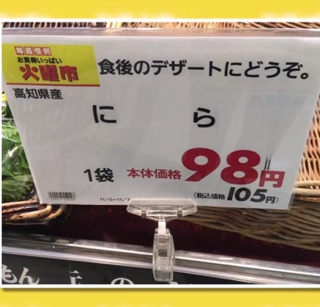 毎週恒例
お買得いっぱい
火曜市
食後のデザートにどうぞ。
高知県産
にら
1袋 本体価格 98円
(税込価格105円)